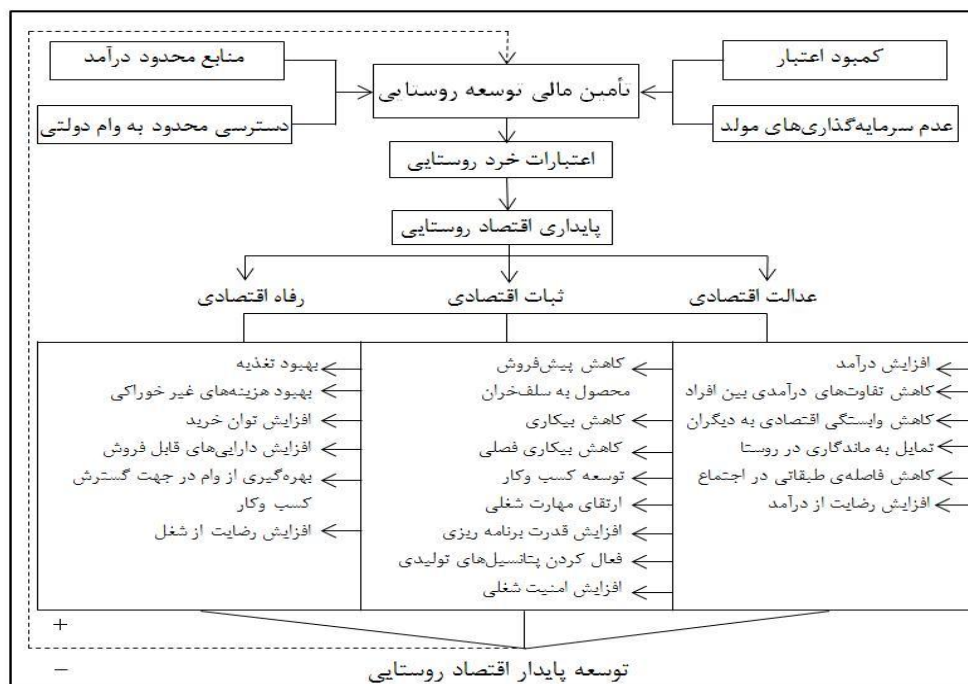 کمبود اعتبار
منابع محدود درآمد
تأمین مالی توسعه روستایی
عدم سرمایه‌گذاری‌های مولد
دسترسی محدود به وام دولتی
اعتبارات خرد روستایی
پایداری اقتصاد روستایی
عدالت اقتصادی
ثبات اقتصادی
رفاه اقتصادی
افزایش درآمد
کاهش تفاوت‌های درآمدی بین افراد
کاهش وابستگی اقتصادی به دیگران
تمایل به ماندگاری در روستا
کاهش فاصله‌ی طبقاتی در اجتماع
افزایش رضایت از درآمد
کاهش پیش‌فروش
محصول به سلف‌خران
کاهش بیکاری
کاهش بیکاری فصلی
توسعه کسب وکار
ارتقای مهارت شغلی
افزایش قدرت برنامه ریزی
فعال کردن پتانسیل‌های تولیدی
افزایش امنیت شغلی
بهبود تغذیه
بهبود هزینه‌های غیر خوراکی
افزایش توان خرید
افزایش دارایی‌های قابل فروش
بهره‌گیری از وام در جهت گسترش
کسب وکار
افزایش رضایت از شغل
+
−
توسعه پایدار اقتصاد روستایی